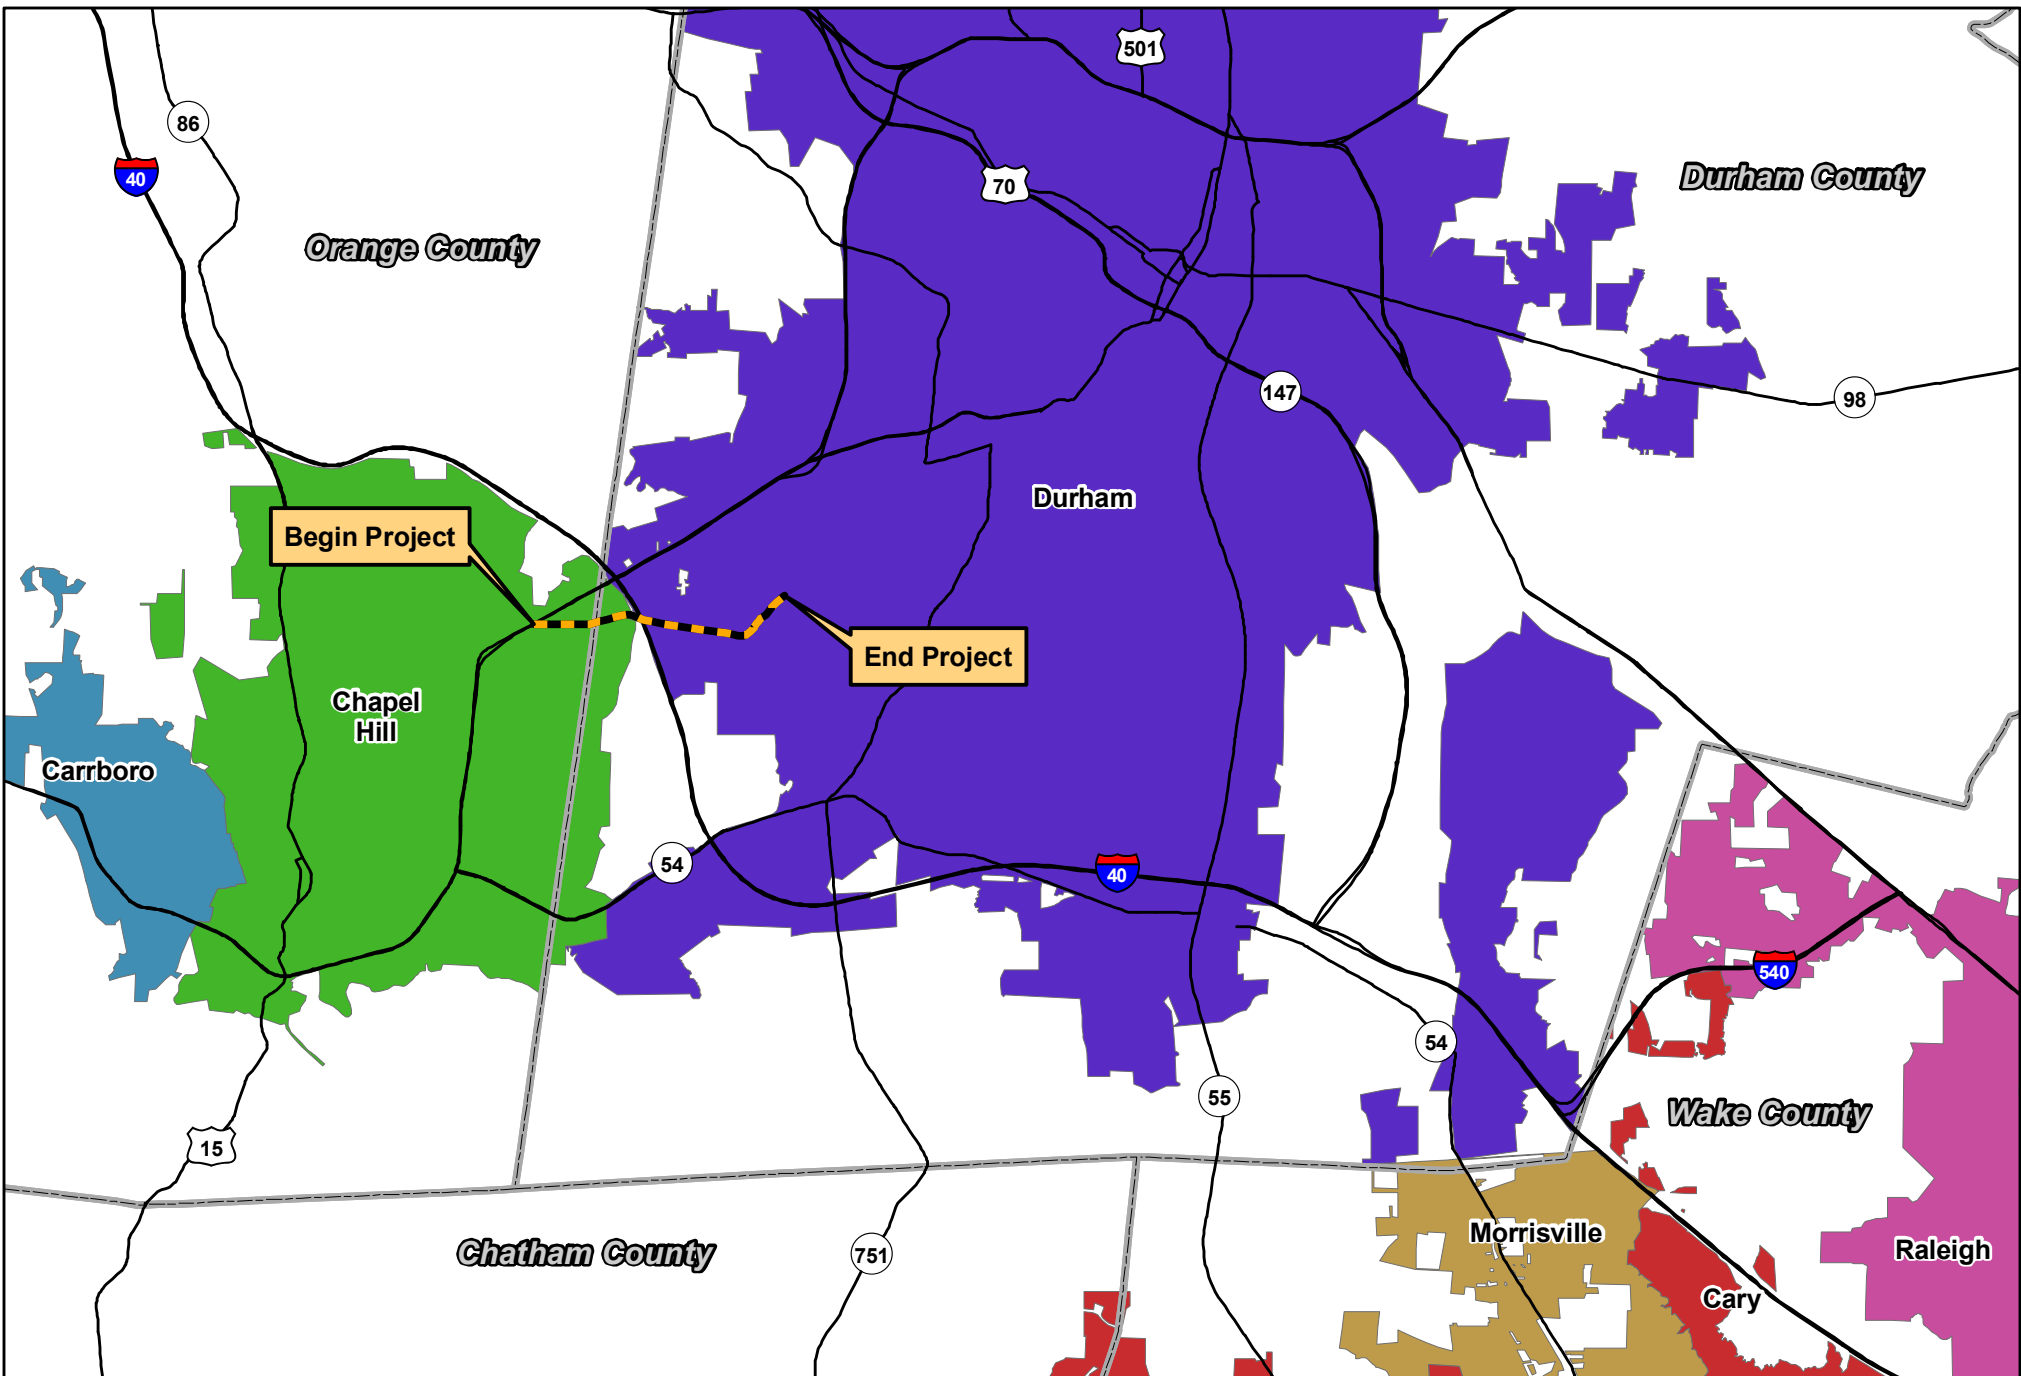 501
86
40
Durham County
70
Orange County
147
98
Durham
Begin Project
End Project
Chapel
Hill
Carrboro
54
40
540
54
55
Wake County
15
Morrisville
Chatham County
751
Raleigh
Cary